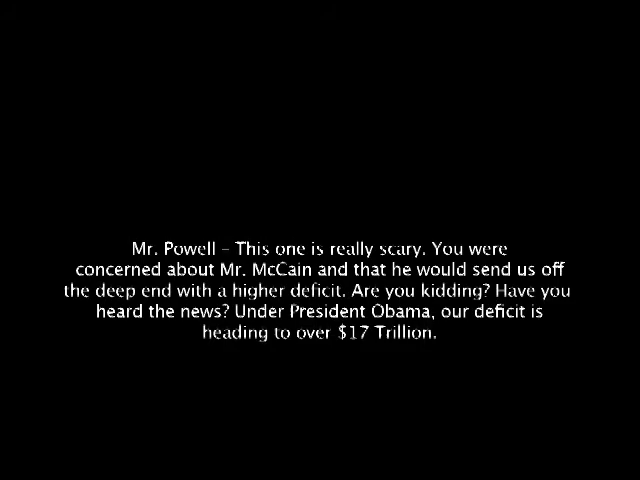 Mr. Powell - This one is really scary. You were
concerned about Mr. McCain and that he would send us off
the deep end with a higher deficit. Are you kidding? Have you
heard the news? Under President Obama, our deficit is
heading to over $17 Trillion.